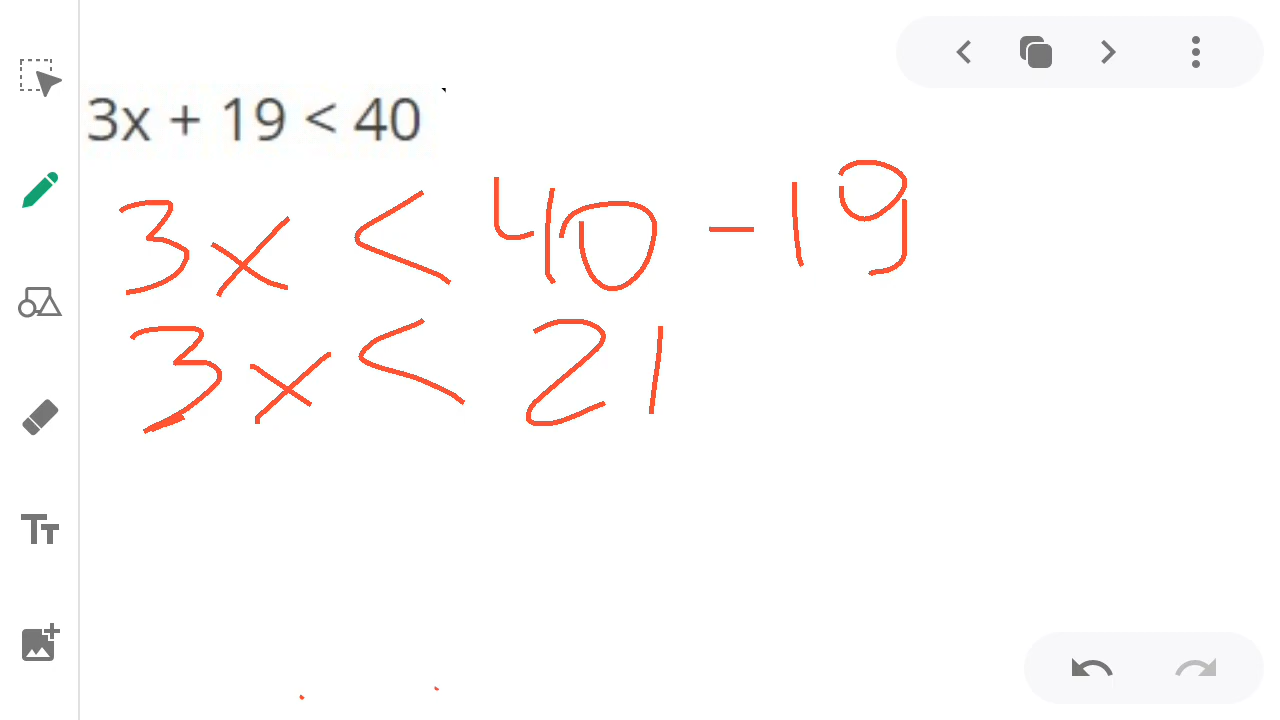 3x + 19 < 40
3x < 40 - 19
3x < 21